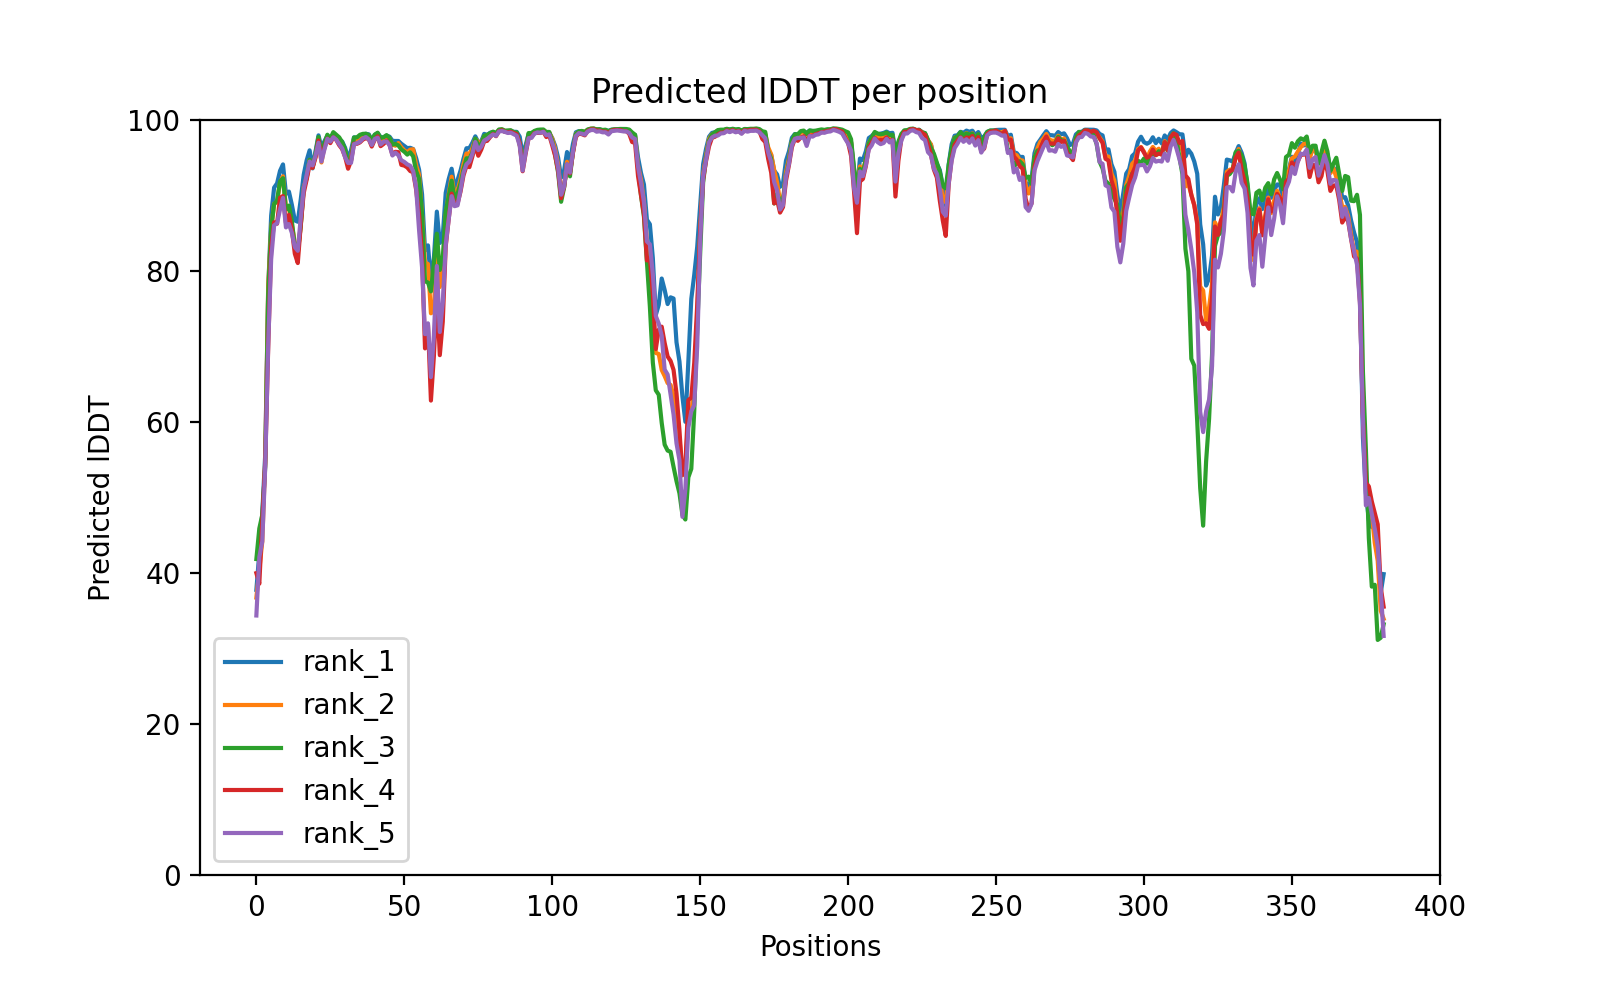 Predicted lDDT per position
100
80
60
40
20
0
Predicted lDDT
rank_1
rank_2
rank_3
rank_4
rank_5
0 50 100 150 200 250 300 350 400
Positions